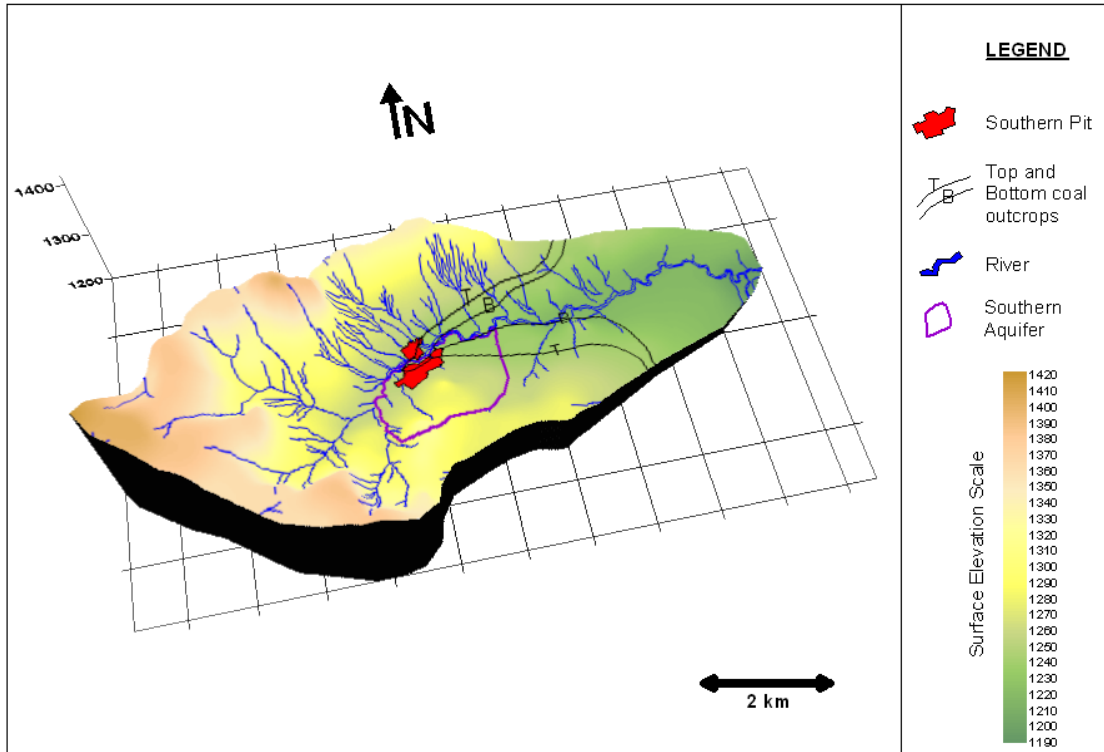 N
1400
1300
1200
T
B
B
T
LEGEND
Southern Pit
T
B
Top and
Bottom coal
outcrops
River
Southern
Aquifer
Surface Elevation Scale
1420
1410
1400
1390
1380
1370
1360
1350
1340
1330
1320
1310
1300
1290
1280
1270
1260
1250
1240
1230
1220
1210
1200
1190
2 km